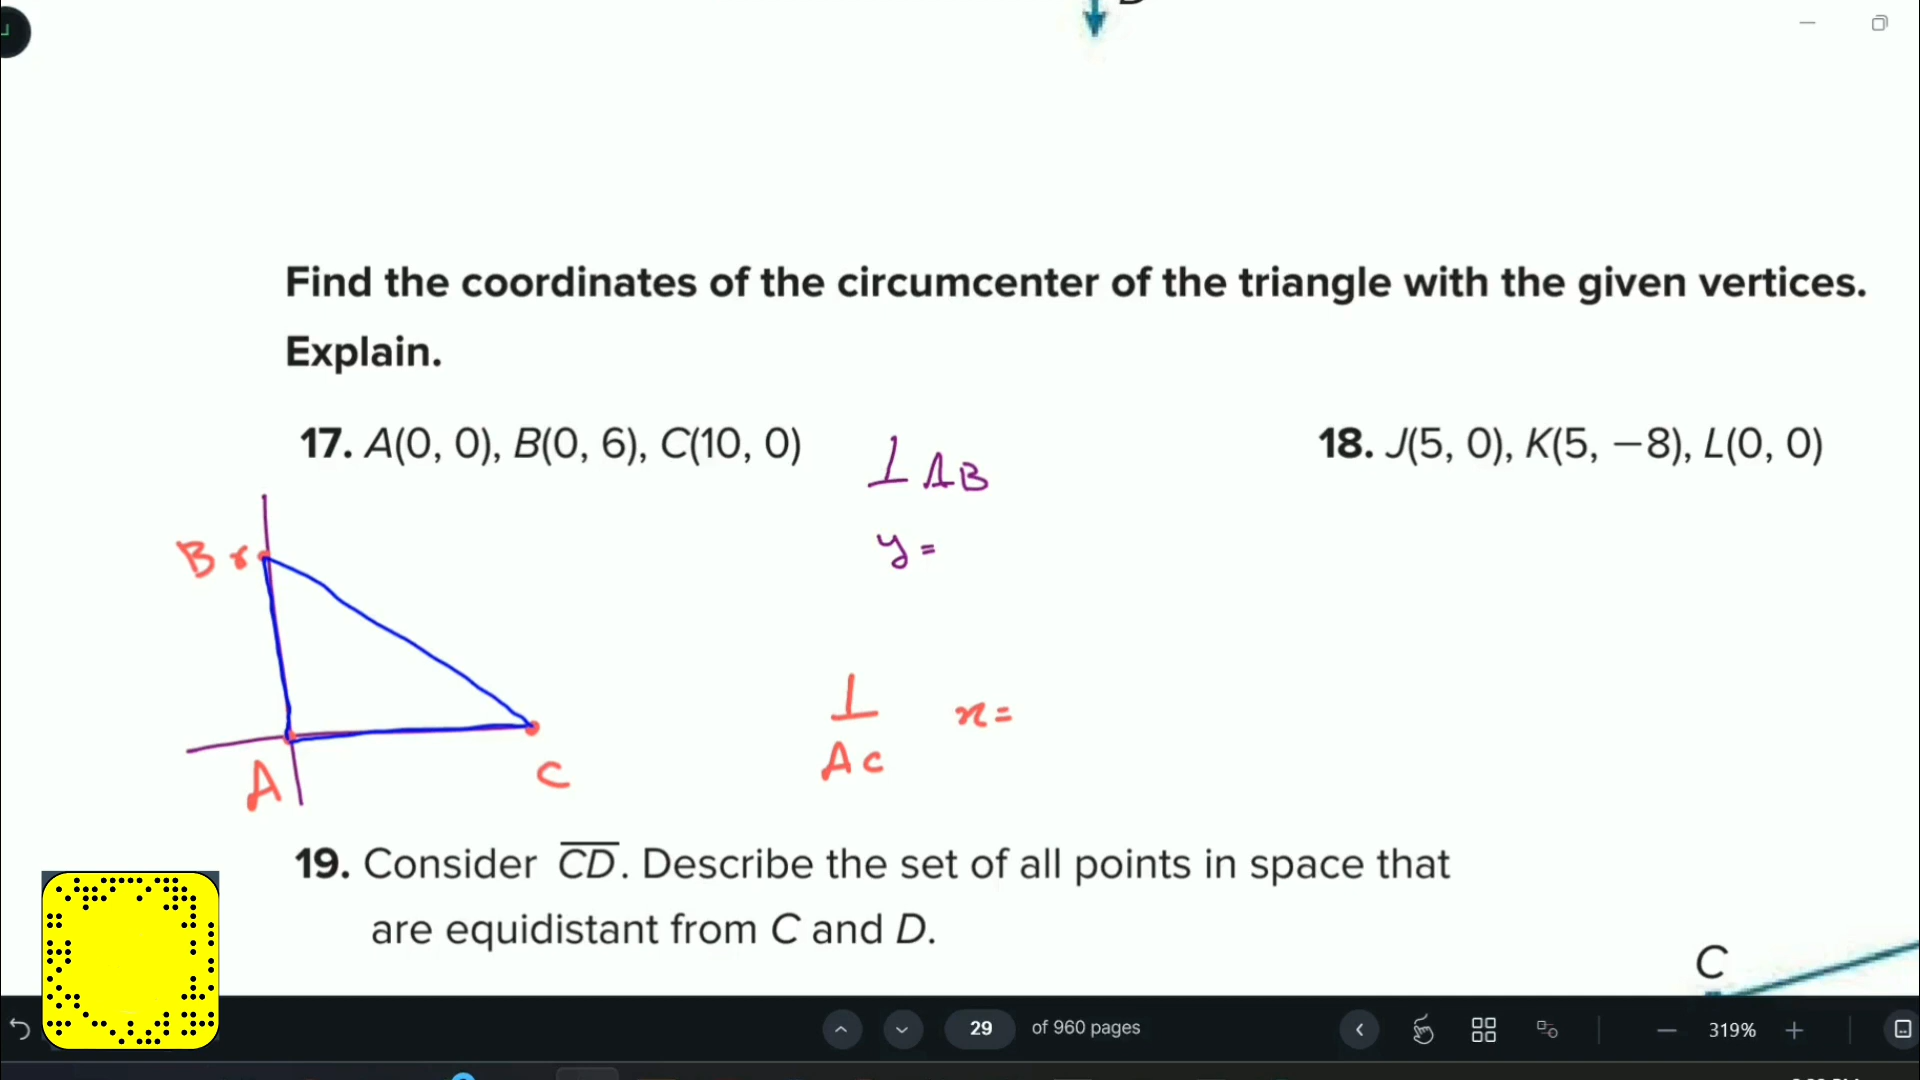 Find the coordinates of the circumcenter of the triangle with the given vertices.
Explain.
17. A(0, 0), B(0, 6), C(10, 0)
⊥ AB
18. J(5, 0), K(5, −8), L(0, 0)
B
y =
⊥
x =
A C
A
C
19. Consider CD. Describe the set of all points in space that
are equidistant from C and D.
C
29 of 960 pages
319%